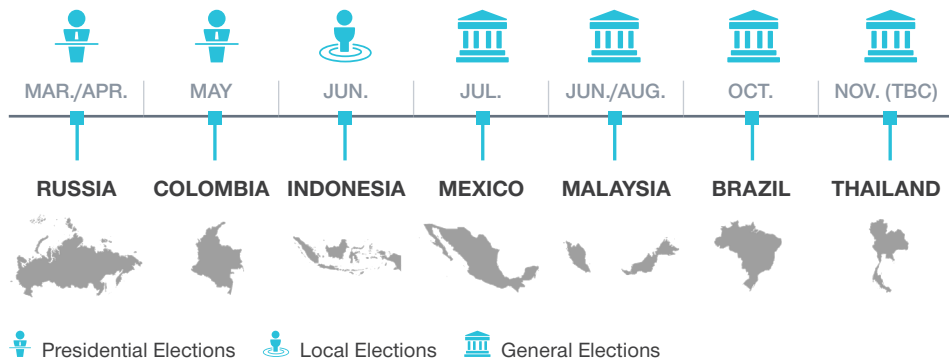 MAR./APR. MAY JUN. JUL. JUN./AUG. OCT. NOV. (TBC)
RUSSIA COLOMBIA INDONESIA MEXICO MALAYSIA BRAZIL THAILAND
Presidential Elections Local Elections General Elections